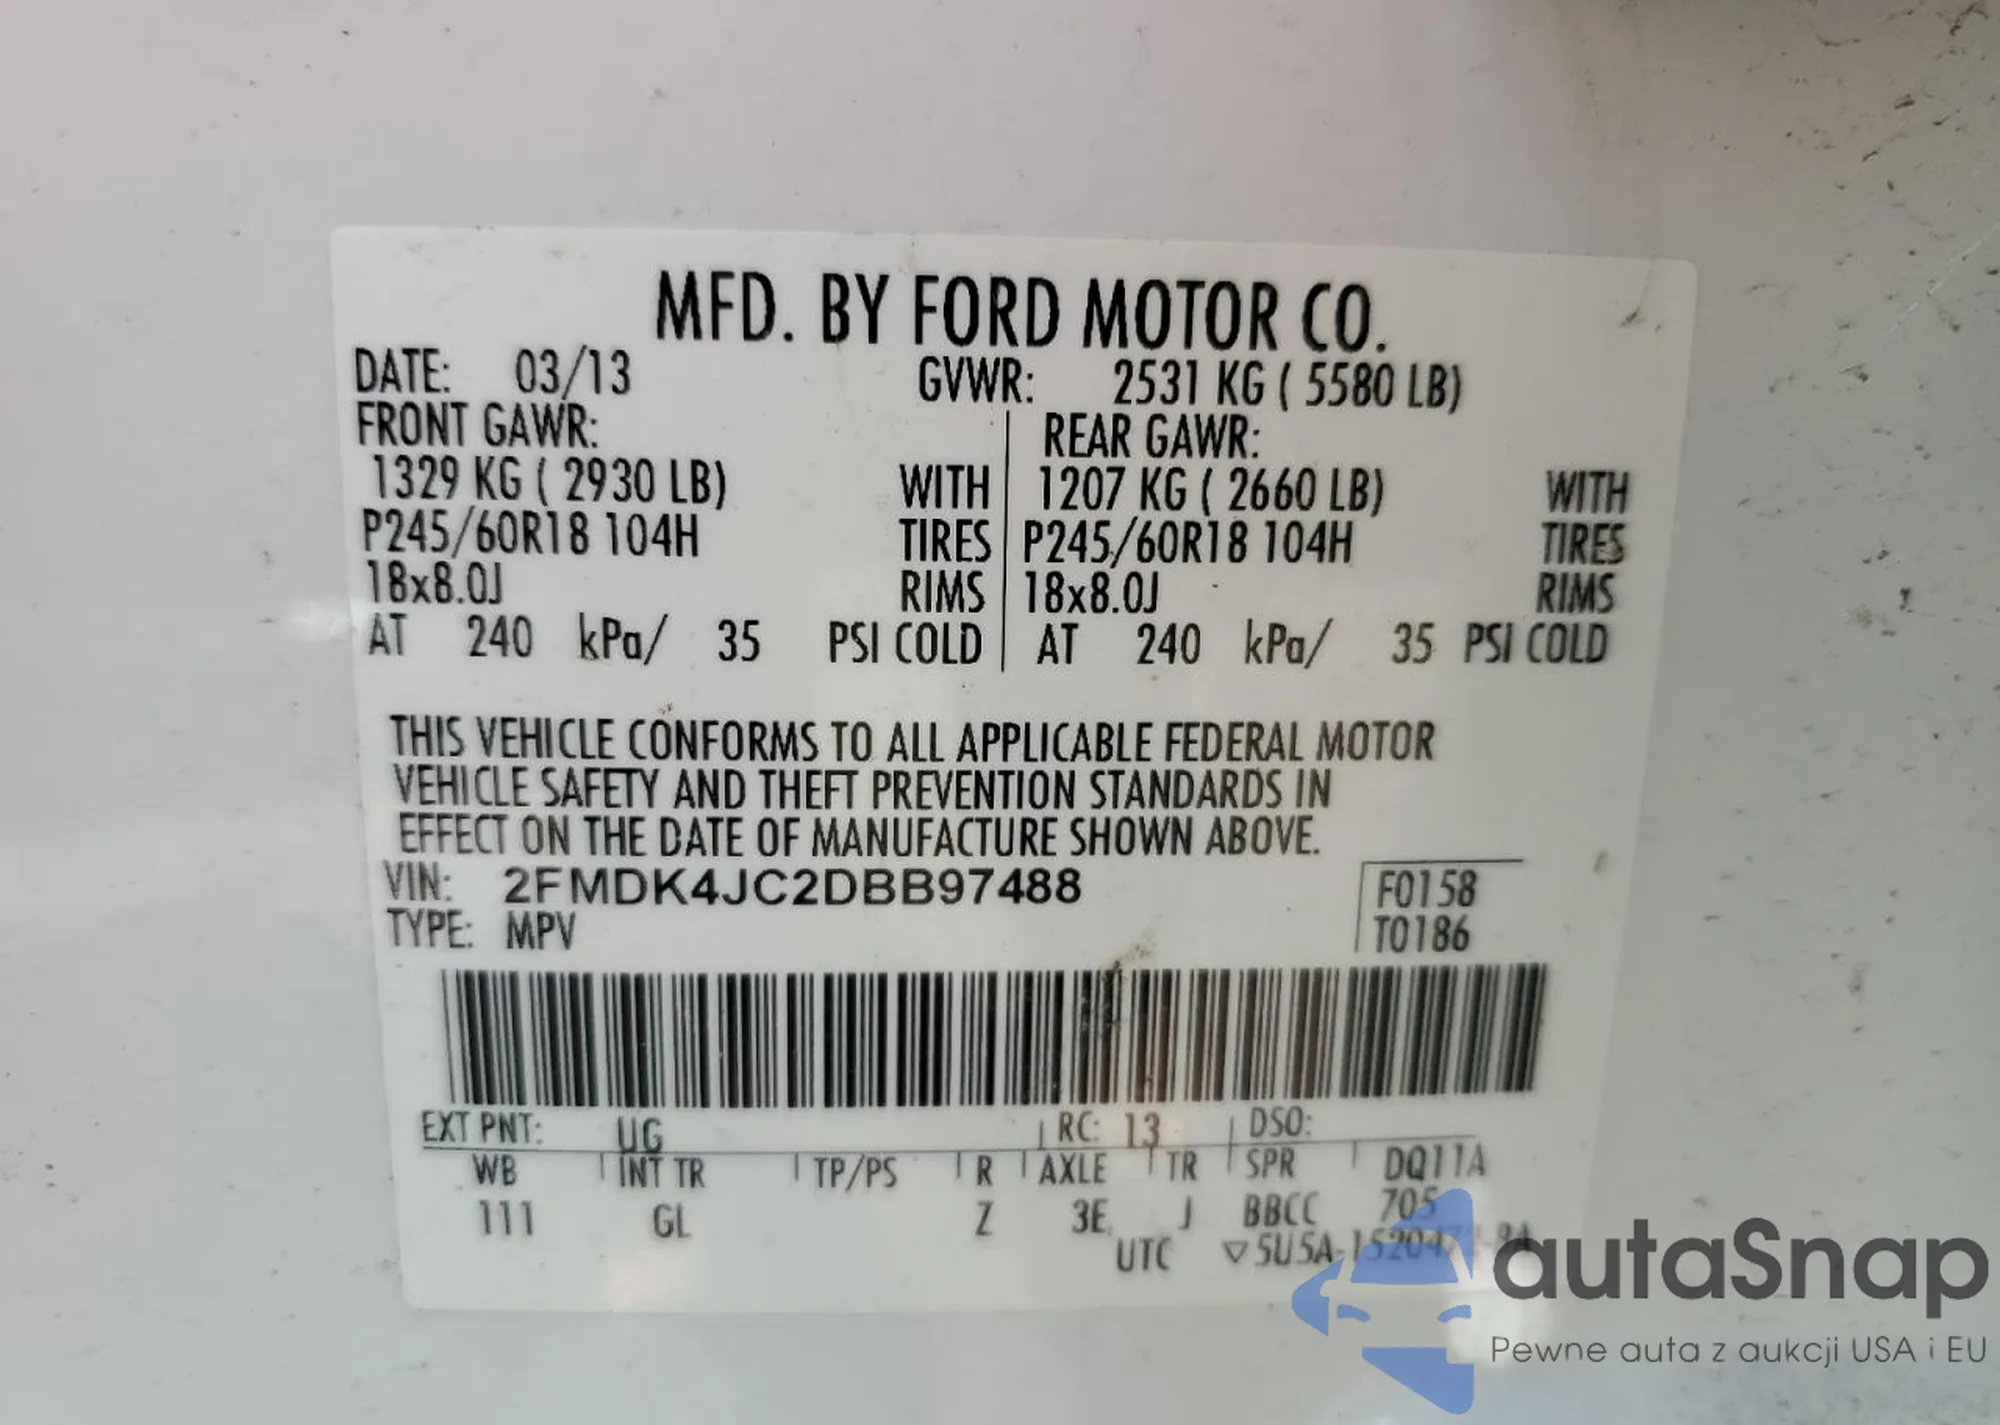 MFD. BY FORD MOTOR CO.
DATE: 03/13 GVWR: 2531 KG ( 5580 LB)
FRONT GAWR: REAR GAWR:
1329 KG ( 2930 LB) WITH 1207 KG ( 2660 LB) WITH
P245/60R18 104H TIRES P245/60R18 104H TIRES
18x8.0J RIMS 18x8.0J RIMS
AT 240 kPa/ 35 PSI COLD AT 240 kPa/ 35 PSI COLD
THIS VEHICLE CONFORMS TO ALL APPLICABLE FEDERAL MOTOR
VEHICLE SAFETY AND THEFT PREVENTION STANDARDS IN
EFFECT ON THE DATE OF MANUFACTURE SHOWN ABOVE.
VIN: 2FMDK4JC2DBB97488 F0158
TYPE: MPV T0186
EXT PNT: UG RC: 13 DSO:
WB INT TR TP/PS R AXLE TR SPR DQ11A
111 GL Z 3E J BBCC 705
UTC ▽5U5A-
autaSnap
Pewne auta z aukcji USA i EU